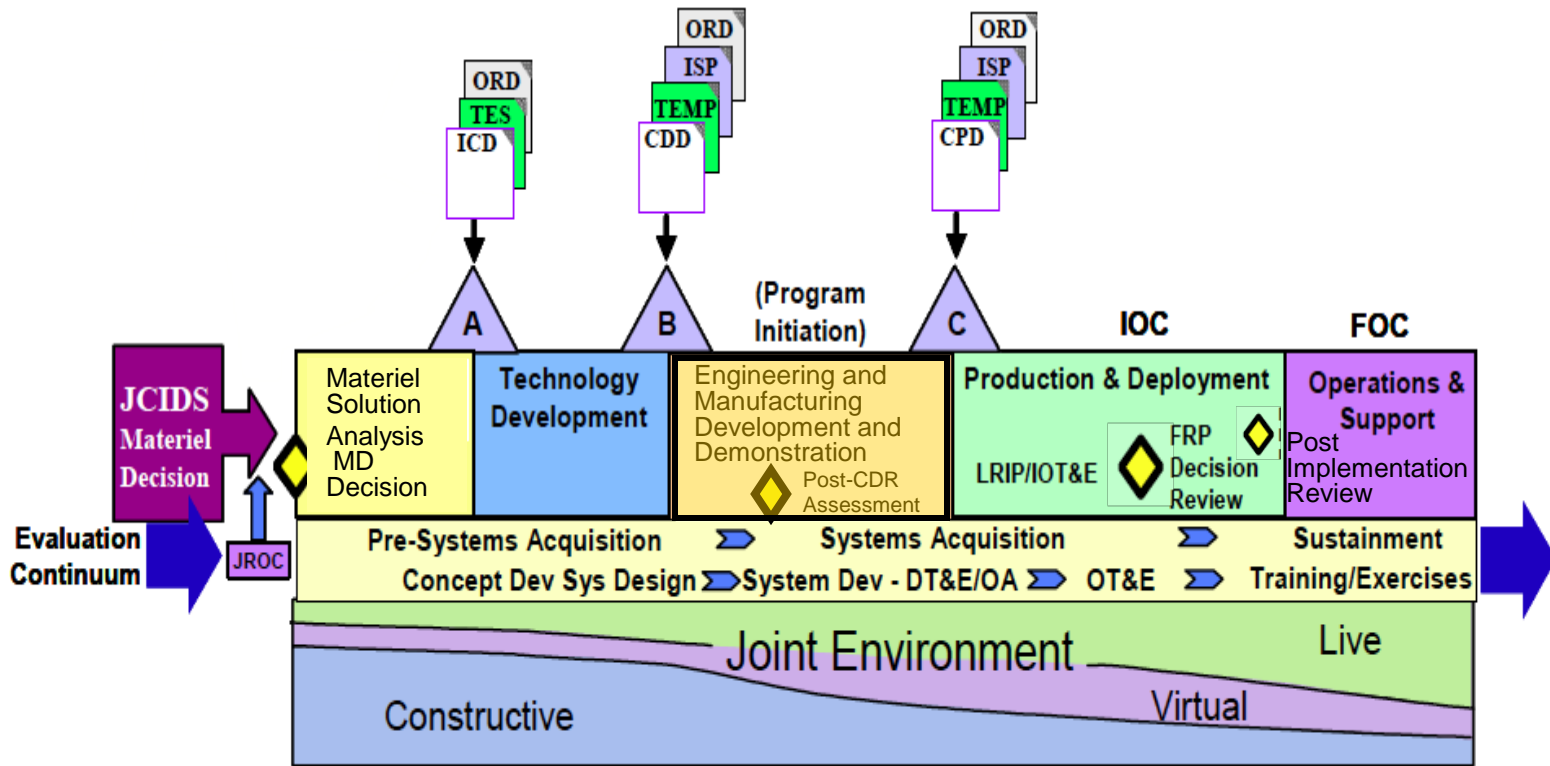 ORD
TES
ICD
ORD
ISP
TEMP
CDD
ORD
ISP
TEMP
CPD
A
B
(Program
Initiation)
C
IOC
FOC
JCIDS
Materiel
Decision
Materiel
Solution
Analysis
MD
Decision
Technology
Development
Engineering and
Manufacturing
Development and
Demonstration
Post-CDR
Assessment
Production & Deployment
LRIP/IOT&E
FRP
Decision
Review
Operations &
Support
Post
Implementation
Review
Evaluation
Continuum
JROC
Pre-Systems Acquisition
Systems Acquisition
Sustainment
Concept Dev Sys Design
System Dev - DT&E/OA
OT&E
Training/Exercises
Joint Environment
Live
Virtual
Constructive